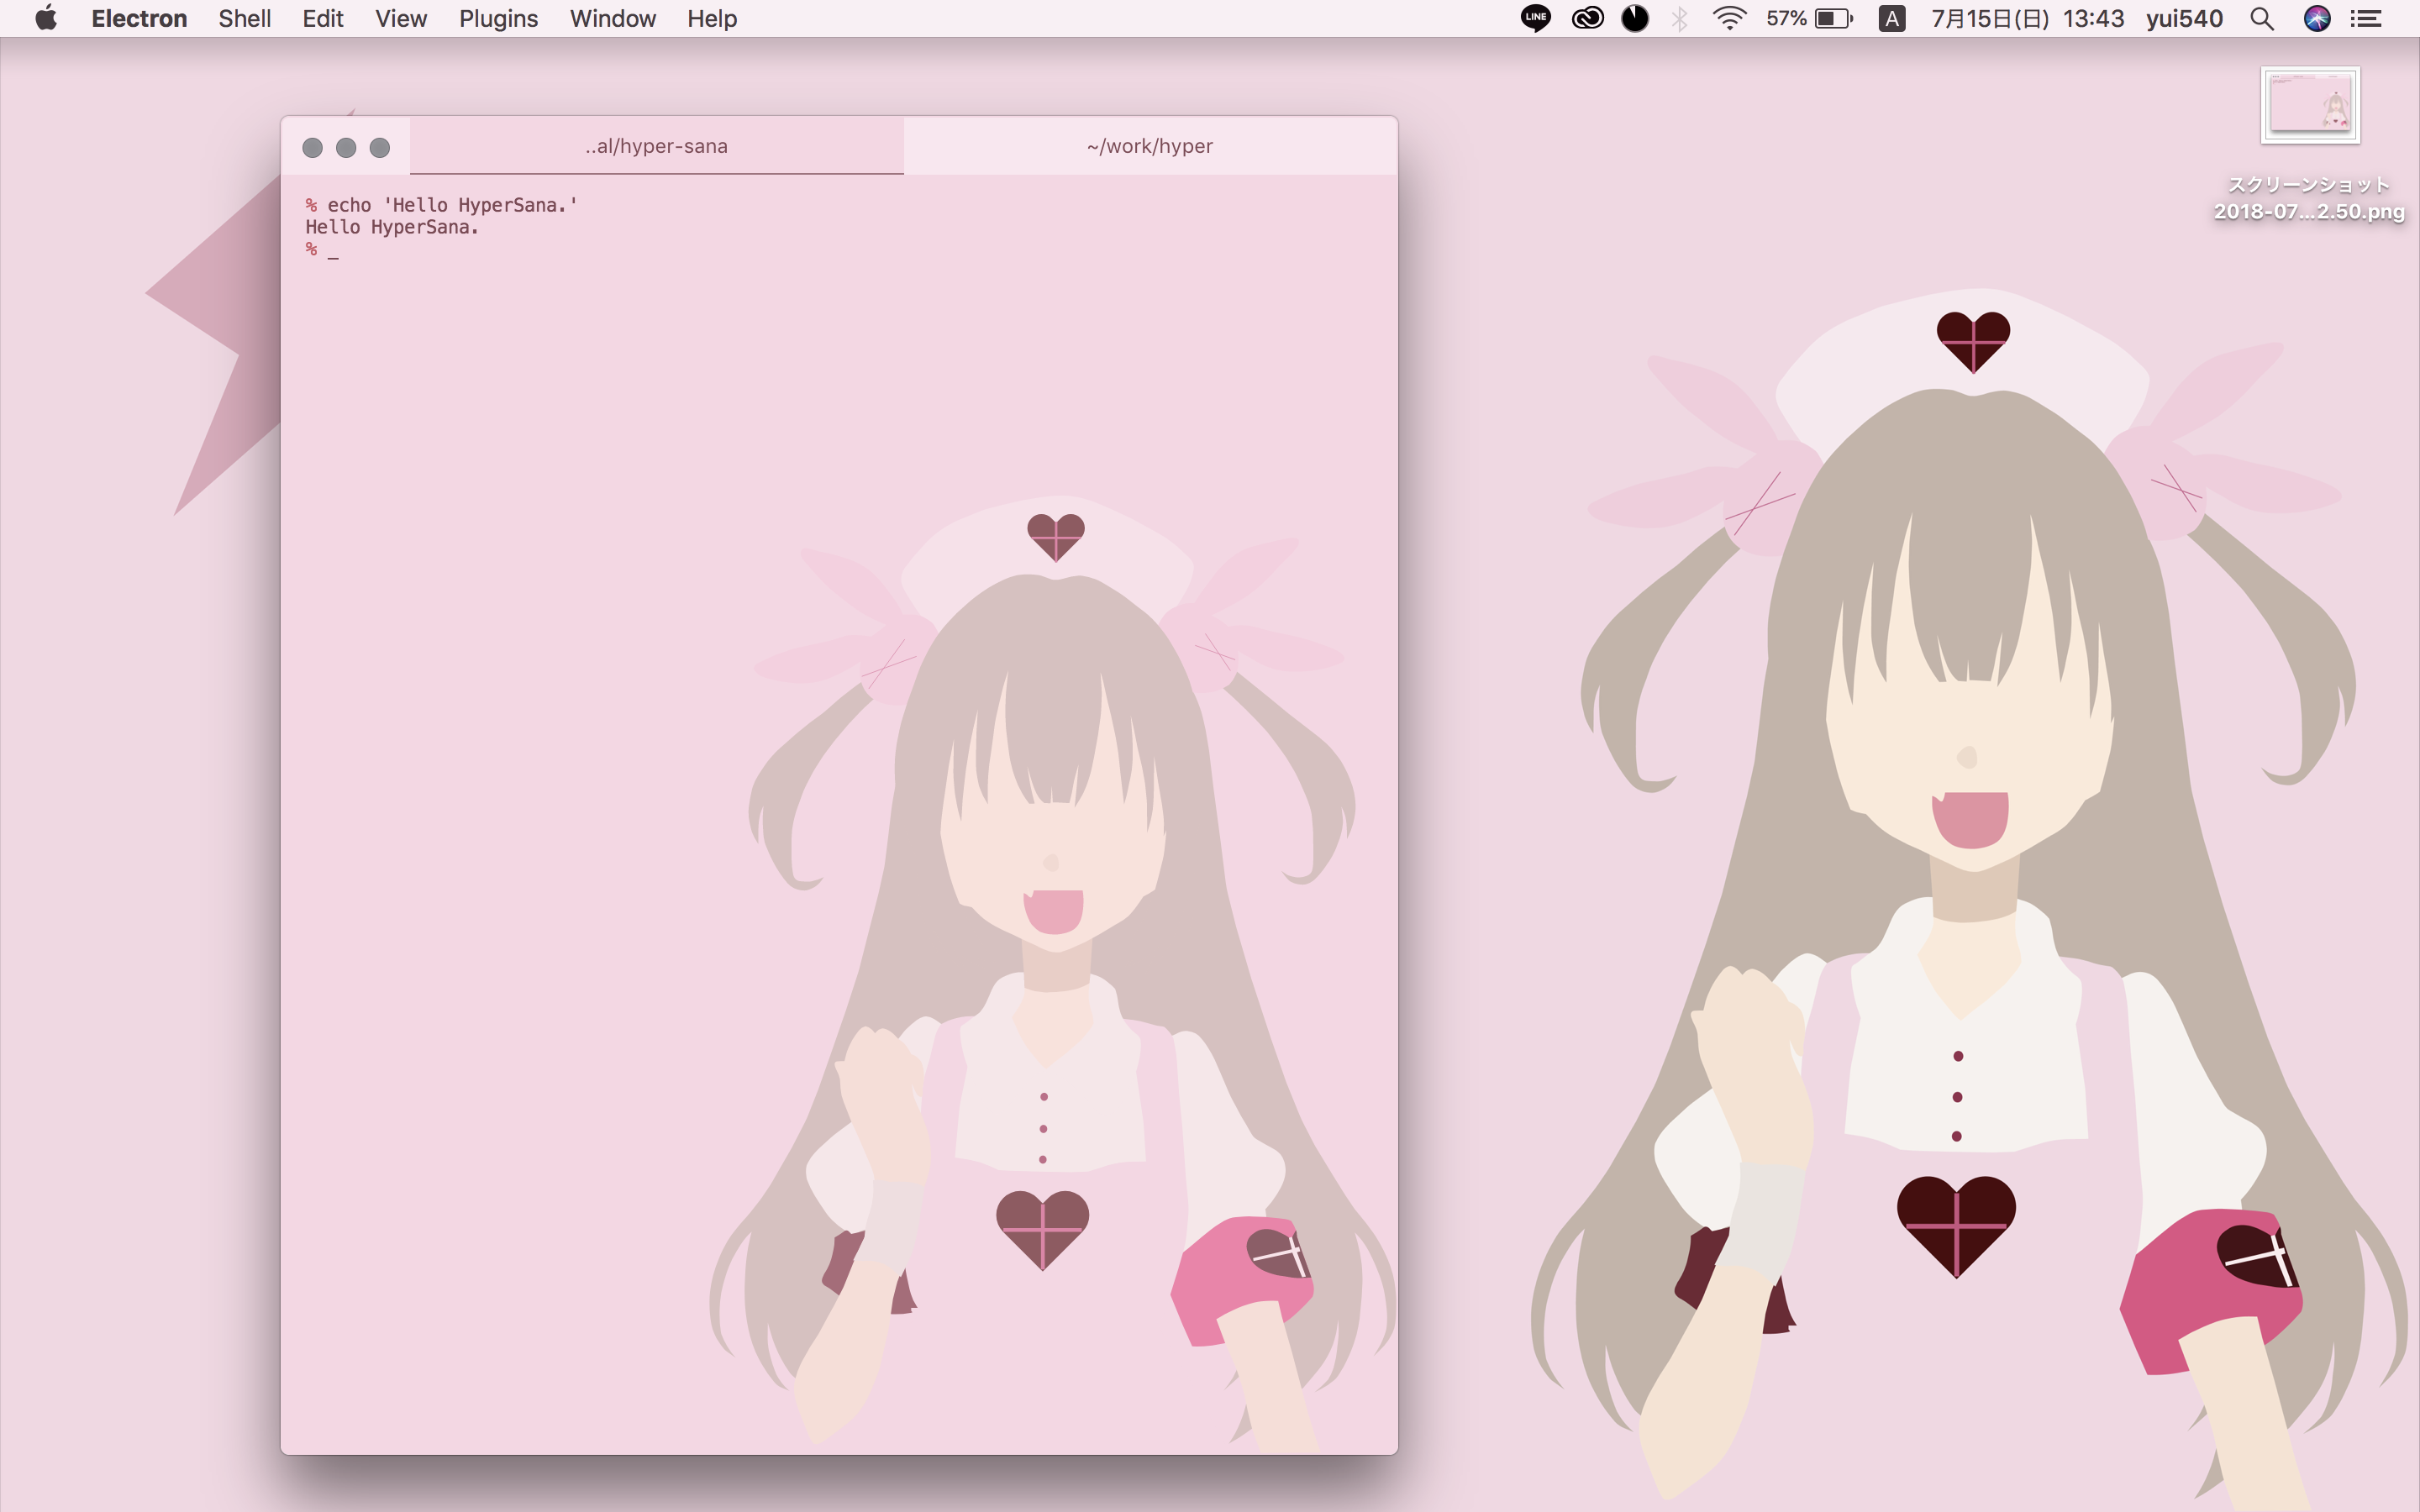 Electron Shell Edit View Plugins Window Help LINE 57% A 7月15日(日) 13:43 yui540
スクリーンショット
2018-07...2.50.png
..al/hyper-sana ~/work/hyper
% echo 'Hello HyperSana.'
Hello HyperSana.
% _